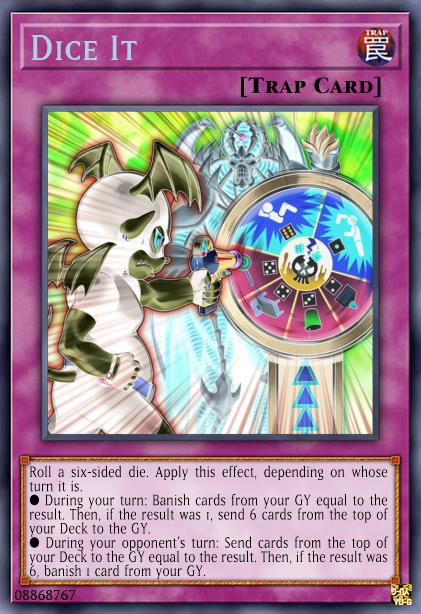 Dice It
TRAP
罠
[Trap Card]
Roll a six-sided die. Apply this effect, depending on whose
turn it is.
● During your turn: Banish cards from your GY equal to the
result. Then, if the result was 1, send 6 cards from the top of
your Deck to the GY.
● During your opponent's turn: Send cards from the top of
your Deck to the GY equal to the result. Then, if the result was
6, banish 1 card from your GY.
08868767